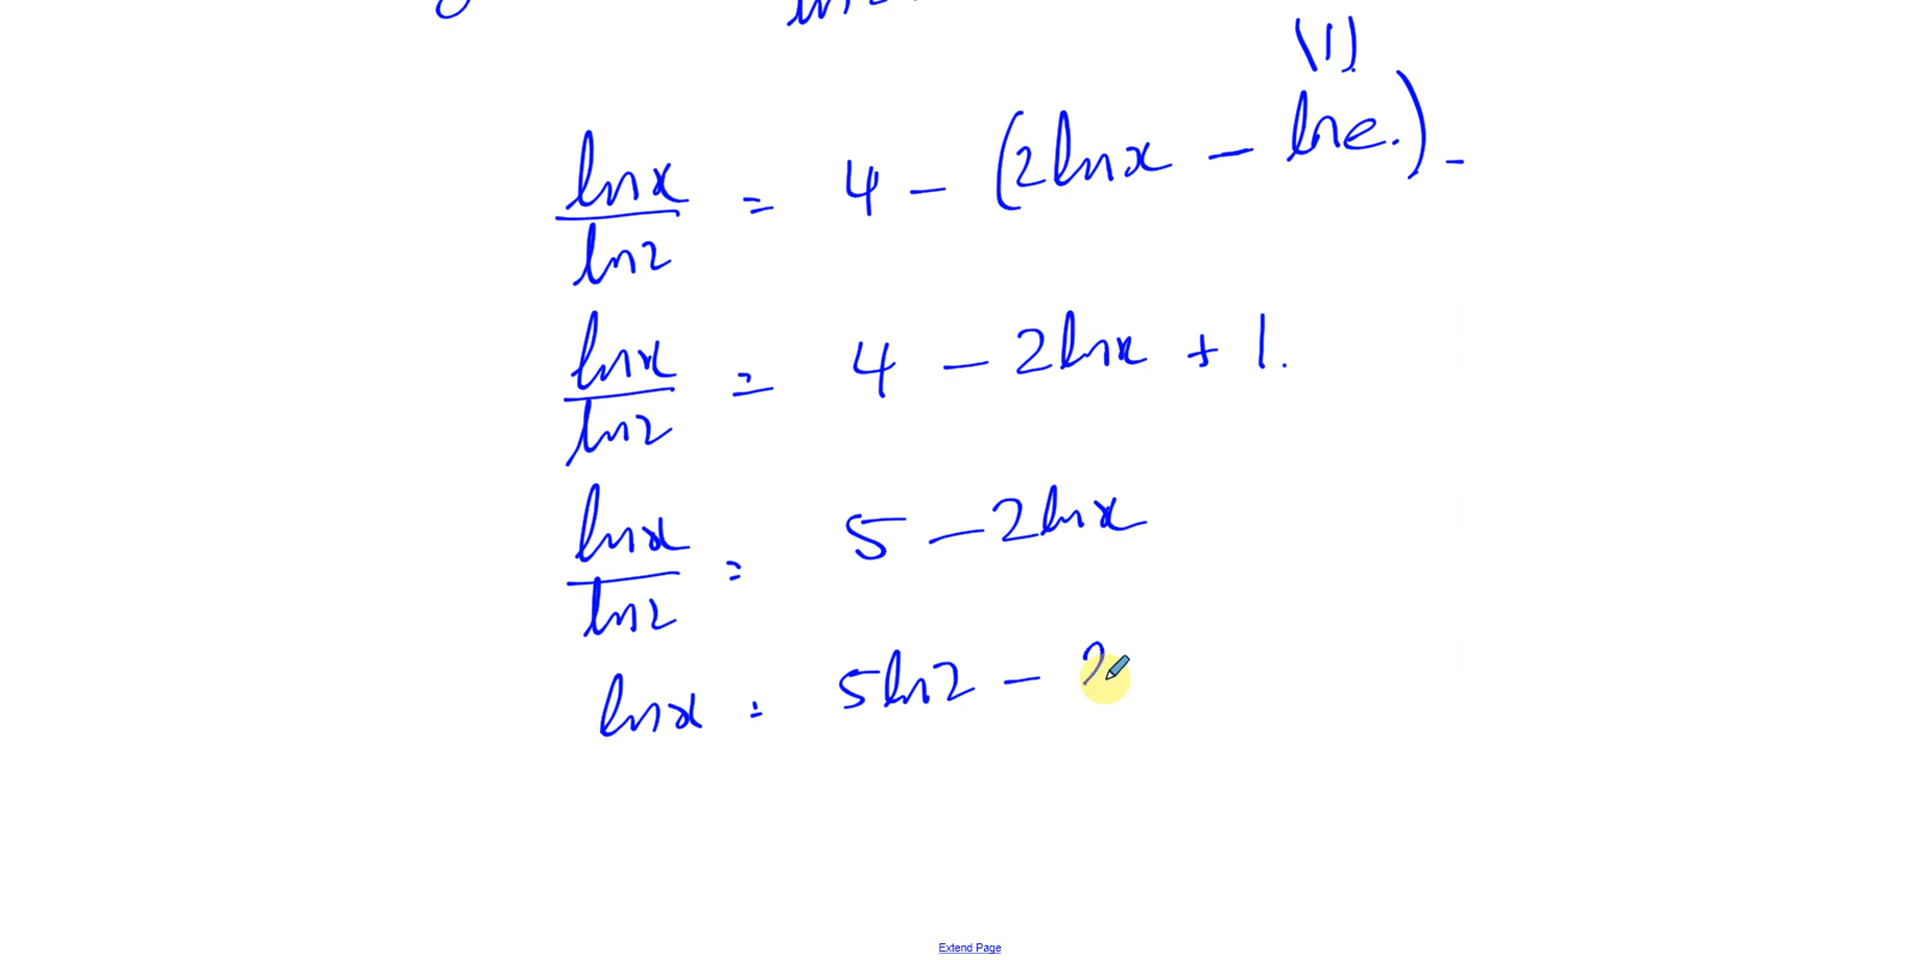 \\1)
lnx/ln2 = 4 - (2lnx - lne.) -
lnx/ln2 = 4 - 2lnx + 1.
lnx/ln2 = 5 - 2lnx
lnx = 5ln2 - 2
Extend Page